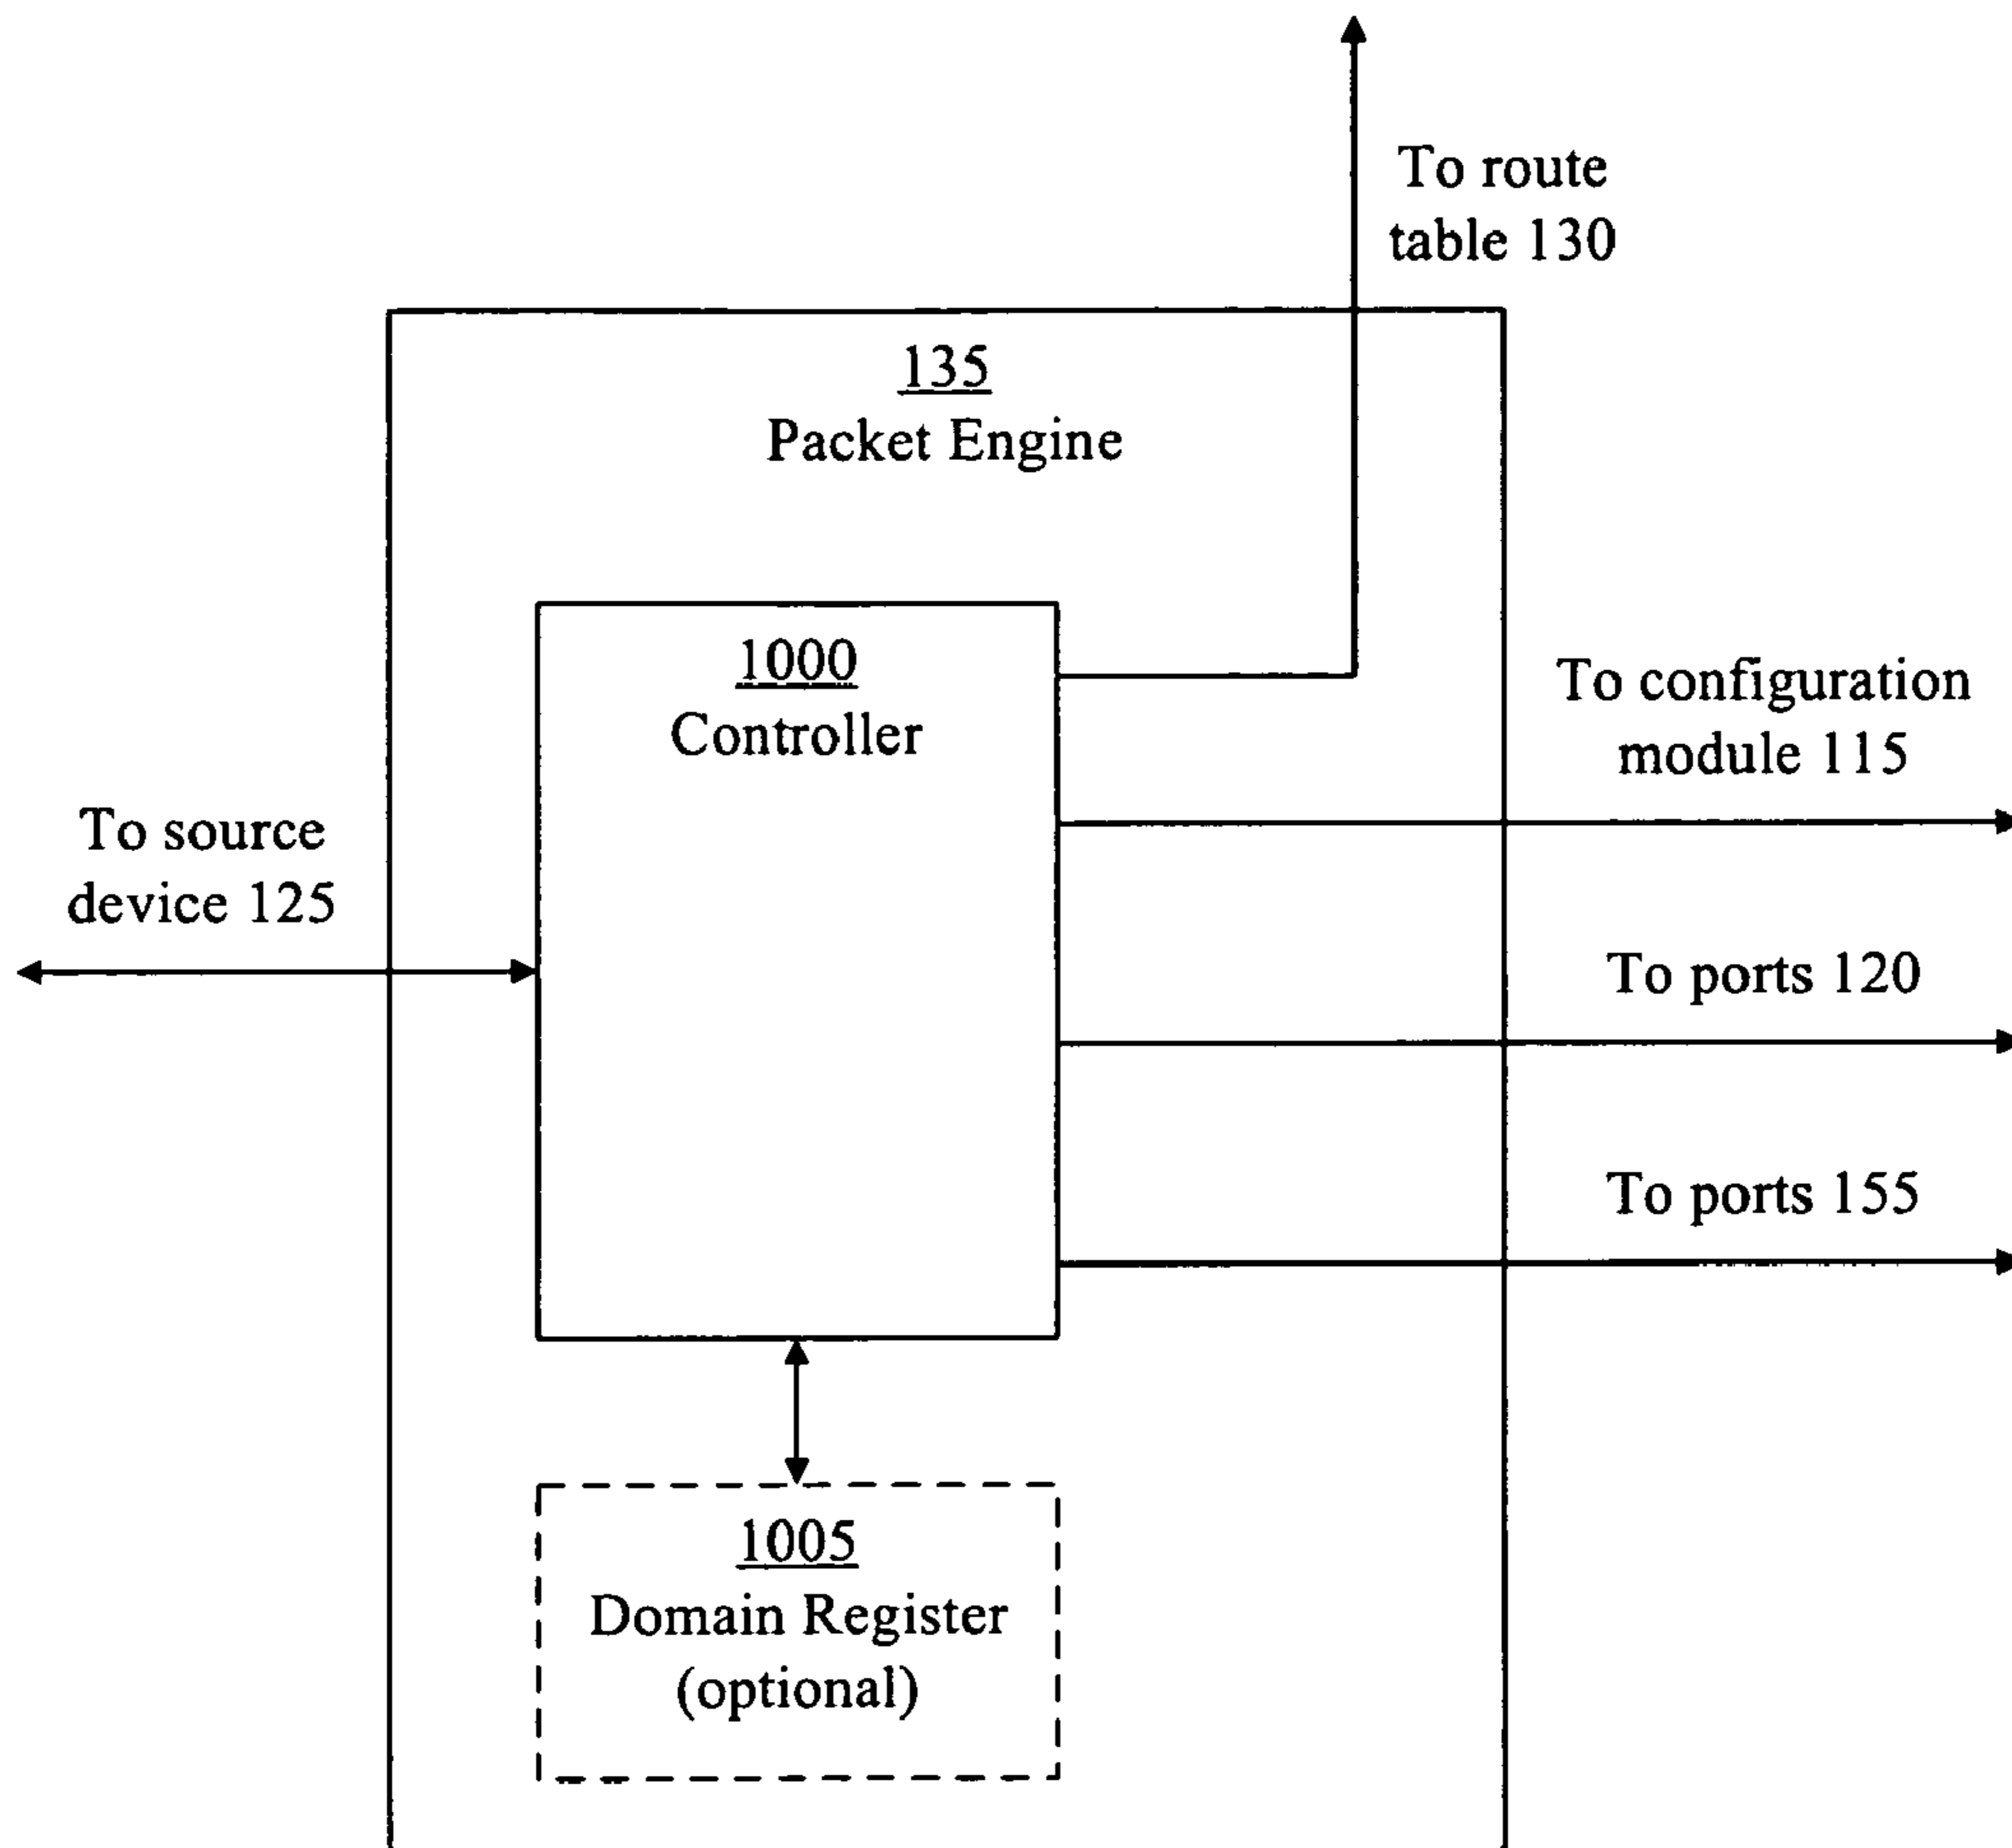 To route
table 130
135
Packet Engine
1000
Controller
To configuration
module 115
To source
device 125
To ports 120
To ports 155
1005
Domain Register
(optional)